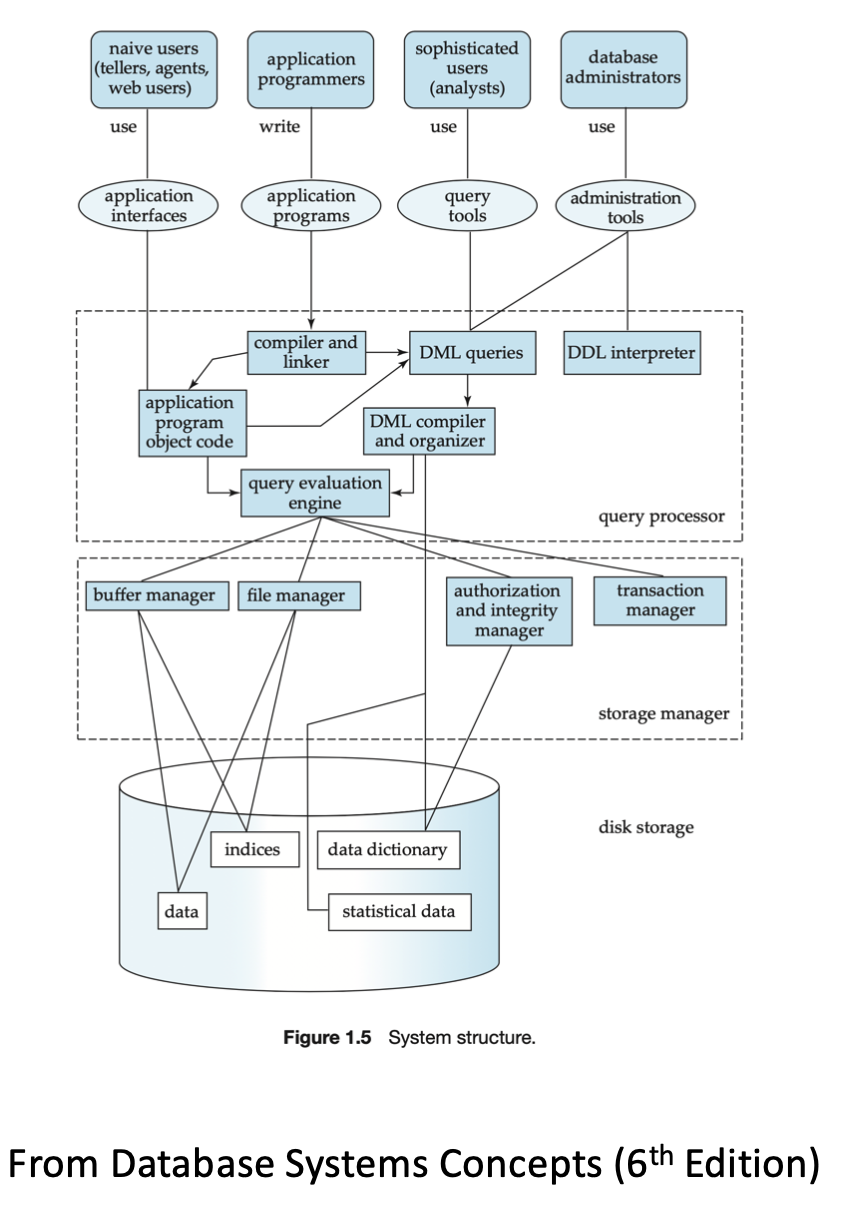 naive users
(tellers, agents,
web users)
application
programmers
sophisticated
users
(analysts)
database
administrators
use
write
use
use
application
interfaces
application
programs
query
tools
administration
tools
compiler and
linker
DML queries
DDL interpreter
application
program
object code
DML compiler
and organizer
query evaluation
engine
query processor
buffer manager
file manager
authorization
and integrity
manager
transaction
manager
storage manager
disk storage
indices
data dictionary
data
statistical data
Figure 1.5 System structure.
From Database Systems Concepts (6th Edition)